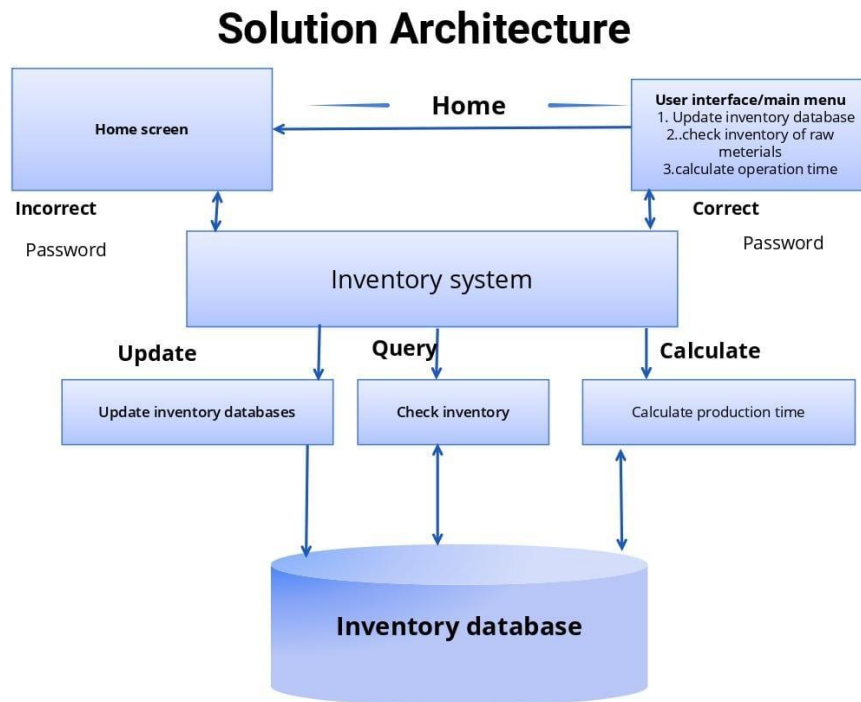 Solution Architecture
Home screen
Home
User interface/main menu
1. Update inventory database
2..check inventory of raw
meterials
3.calculate operation time
Incorrect
Password
Correct
Password
Inventory system
Update
Query
Calculate
Update inventory databases
Check inventory
Calculate production time
Inventory database